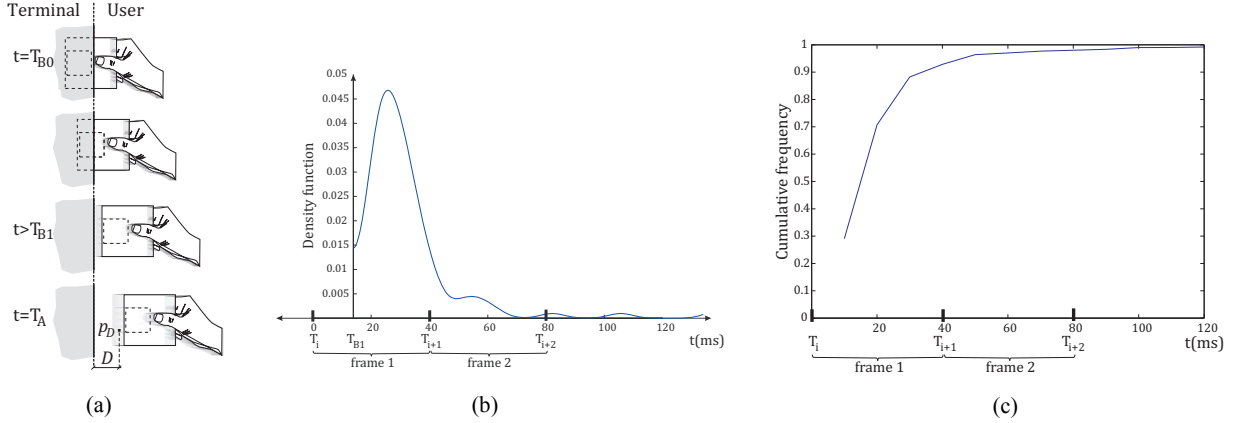 Terminal User
t=T_B0
t>T_B1
t=T_A
p_D
D
(a)
Density function
0.05
0.045
0.04
0.035
0.03
0.025
0.02
0.015
0.01
0.005
0 20 40 60 80 100 120
T_i T_B1 T_i+1 T_i+2 t(ms)
frame 1 frame 2
(b)
Cumulative frequency
1
0.9
0.8
0.7
0.6
0.5
0.4
0.3
0.2
0.1
0
20 40 60 80 100 120
T_i T_i+1 T_i+2 t(ms)
frame 1 frame 2
(c)